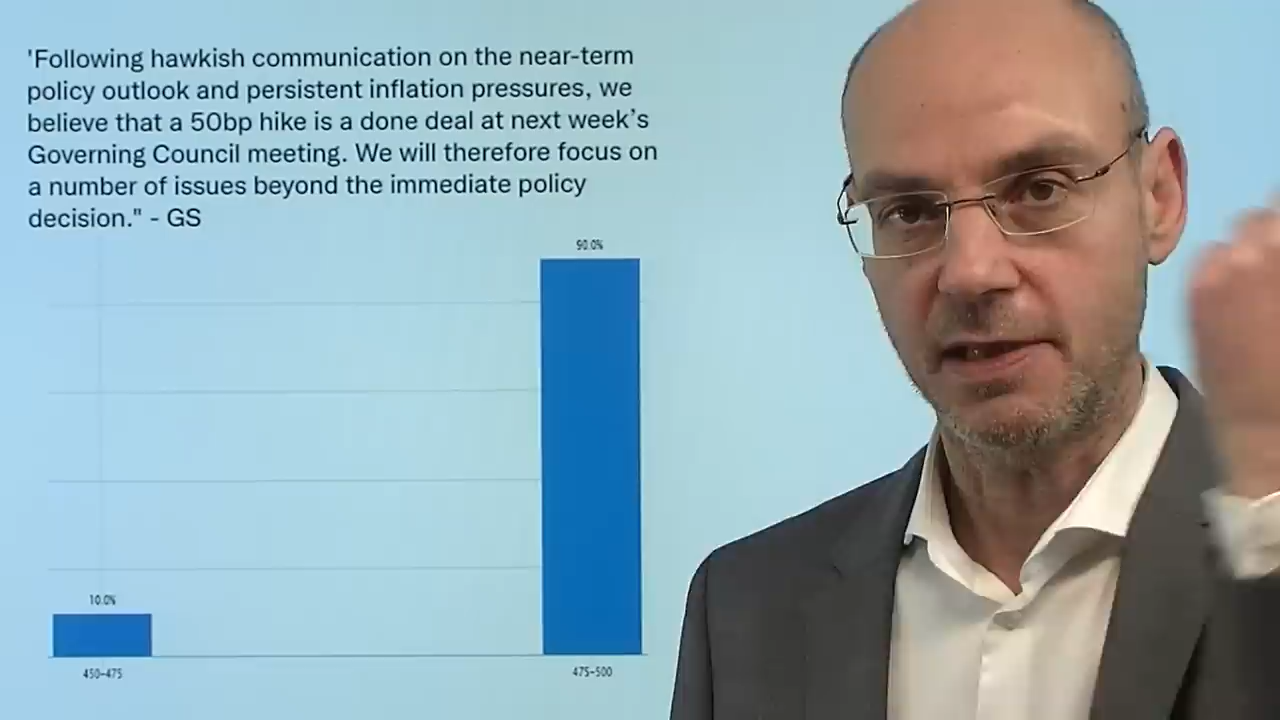 'Following hawkish communication on the near-term
policy outlook and persistent inflation pressures, we
believe that a 50bp hike is a done deal at next week’s
Governing Council meeting. We will therefore focus on
a number of issues beyond the immediate policy
decision." - GS
90.0%
10.0%
450-475
475-500